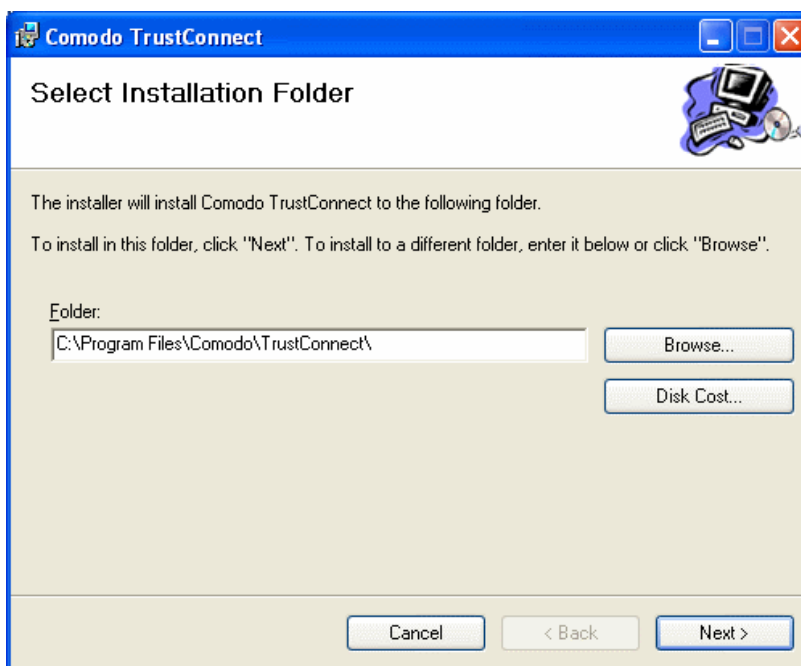 Comodo TrustConnect
Select Installation Folder
The installer will install Comodo TrustConnect to the following folder.
To install in this folder, click "Next". To install to a different folder, enter it below or click "Browse".
Folder:
C:\Program Files\Comodo\TrustConnect\
Browse...
Disk Cost...
Cancel
< Back
Next >